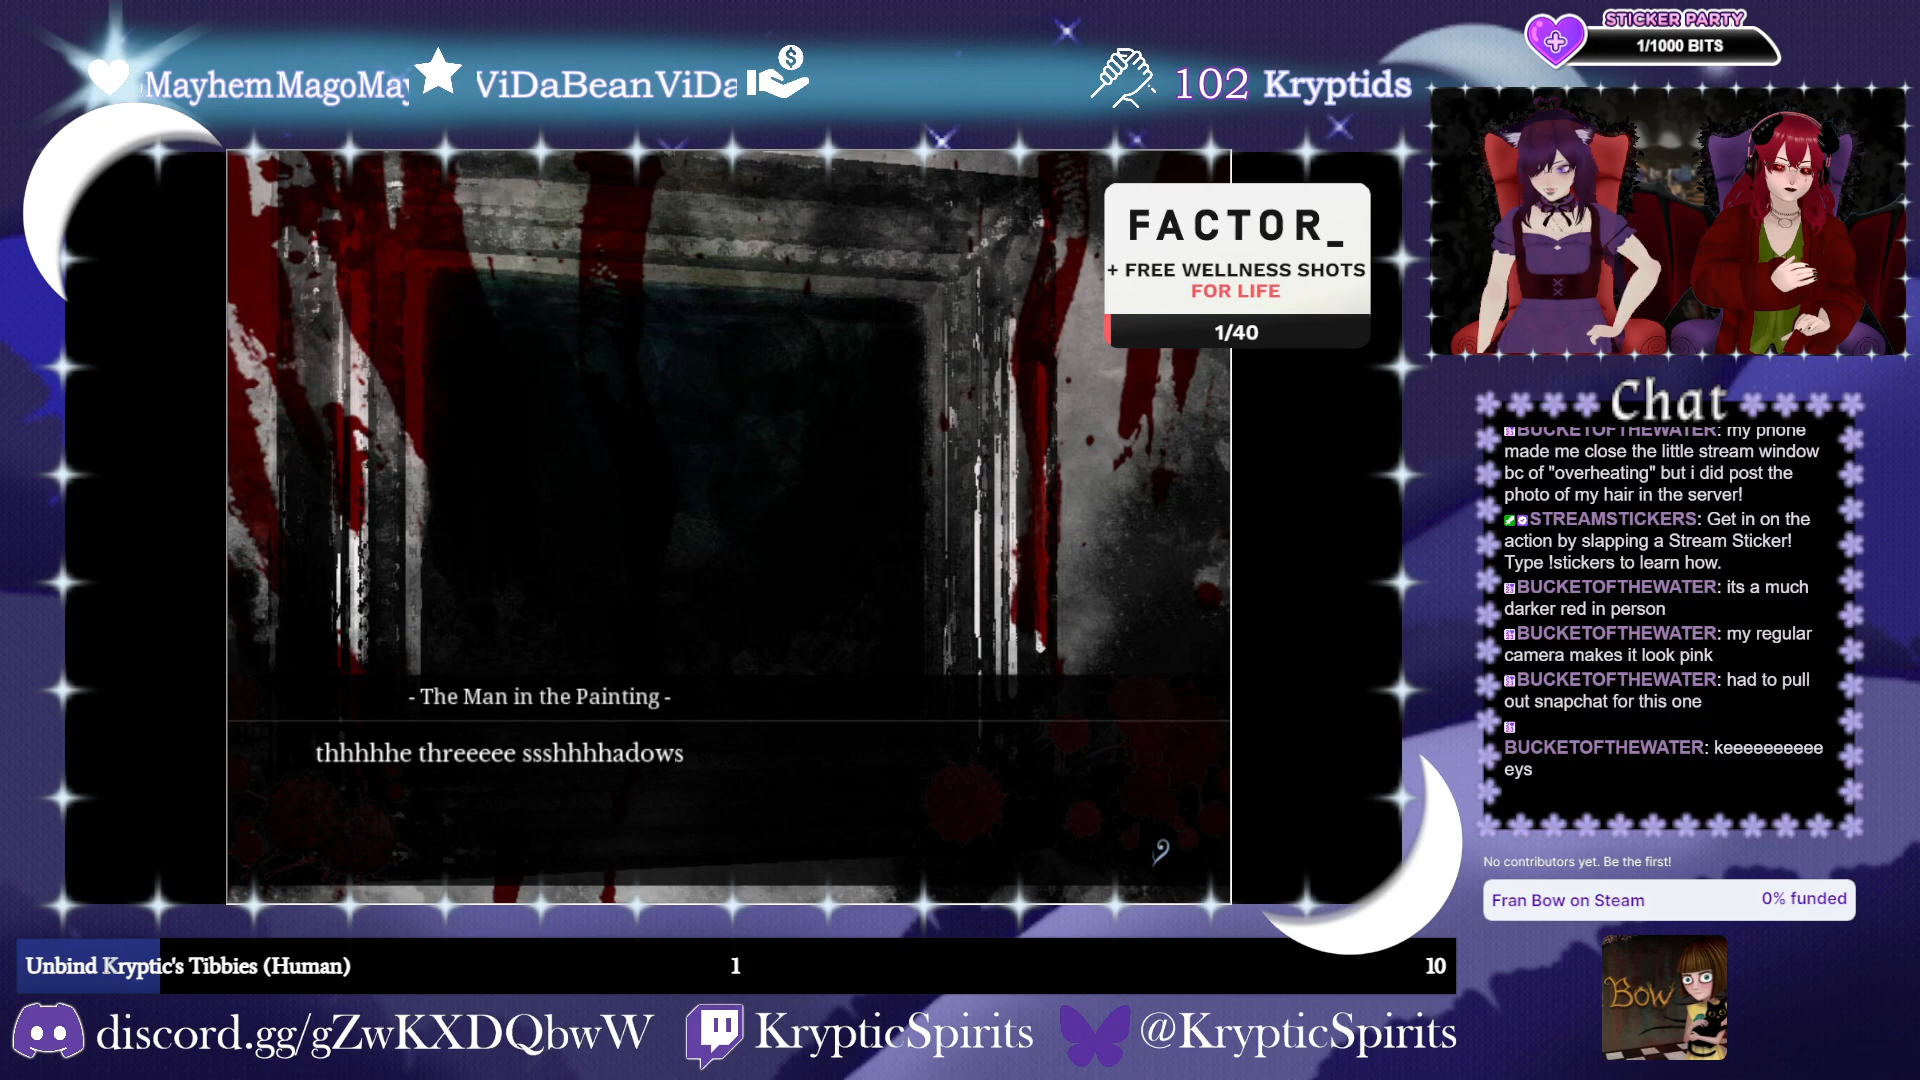 STICKER PARTY
1/1000 BITS
MayhemMagoMay
ViDaBeanViDa
102 Kryptids
FACTOR_
+ FREE WELLNESS SHOTS
FOR LIFE
1/40
Chat
BUCKETOFTHEWATER: my phone
made me close the little stream window
bc of "overheating" but i did post the
photo of my hair in the server!
STREAMSTICKERS: Get in on the
action by slapping a Stream Sticker!
Type !stickers to learn how.
BUCKETOFTHEWATER: its a much
darker red in person
BUCKETOFTHEWATER: my regular
camera makes it look pink
BUCKETOFTHEWATER: had to pull
out snapchat for this one
BUCKETOFTHEWATER: keeeeeeeeee
eys
- The Man in the Painting -
thhhhhe threeeee ssshhhhadows
No contributors yet. Be the first!
Fran Bow on Steam 0% funded
Unbind Kryptic's Tibbies (Human) 1 10
Bow
discord.gg/gZwKXDQbwW KrypticSpirits @KrypticSpirits